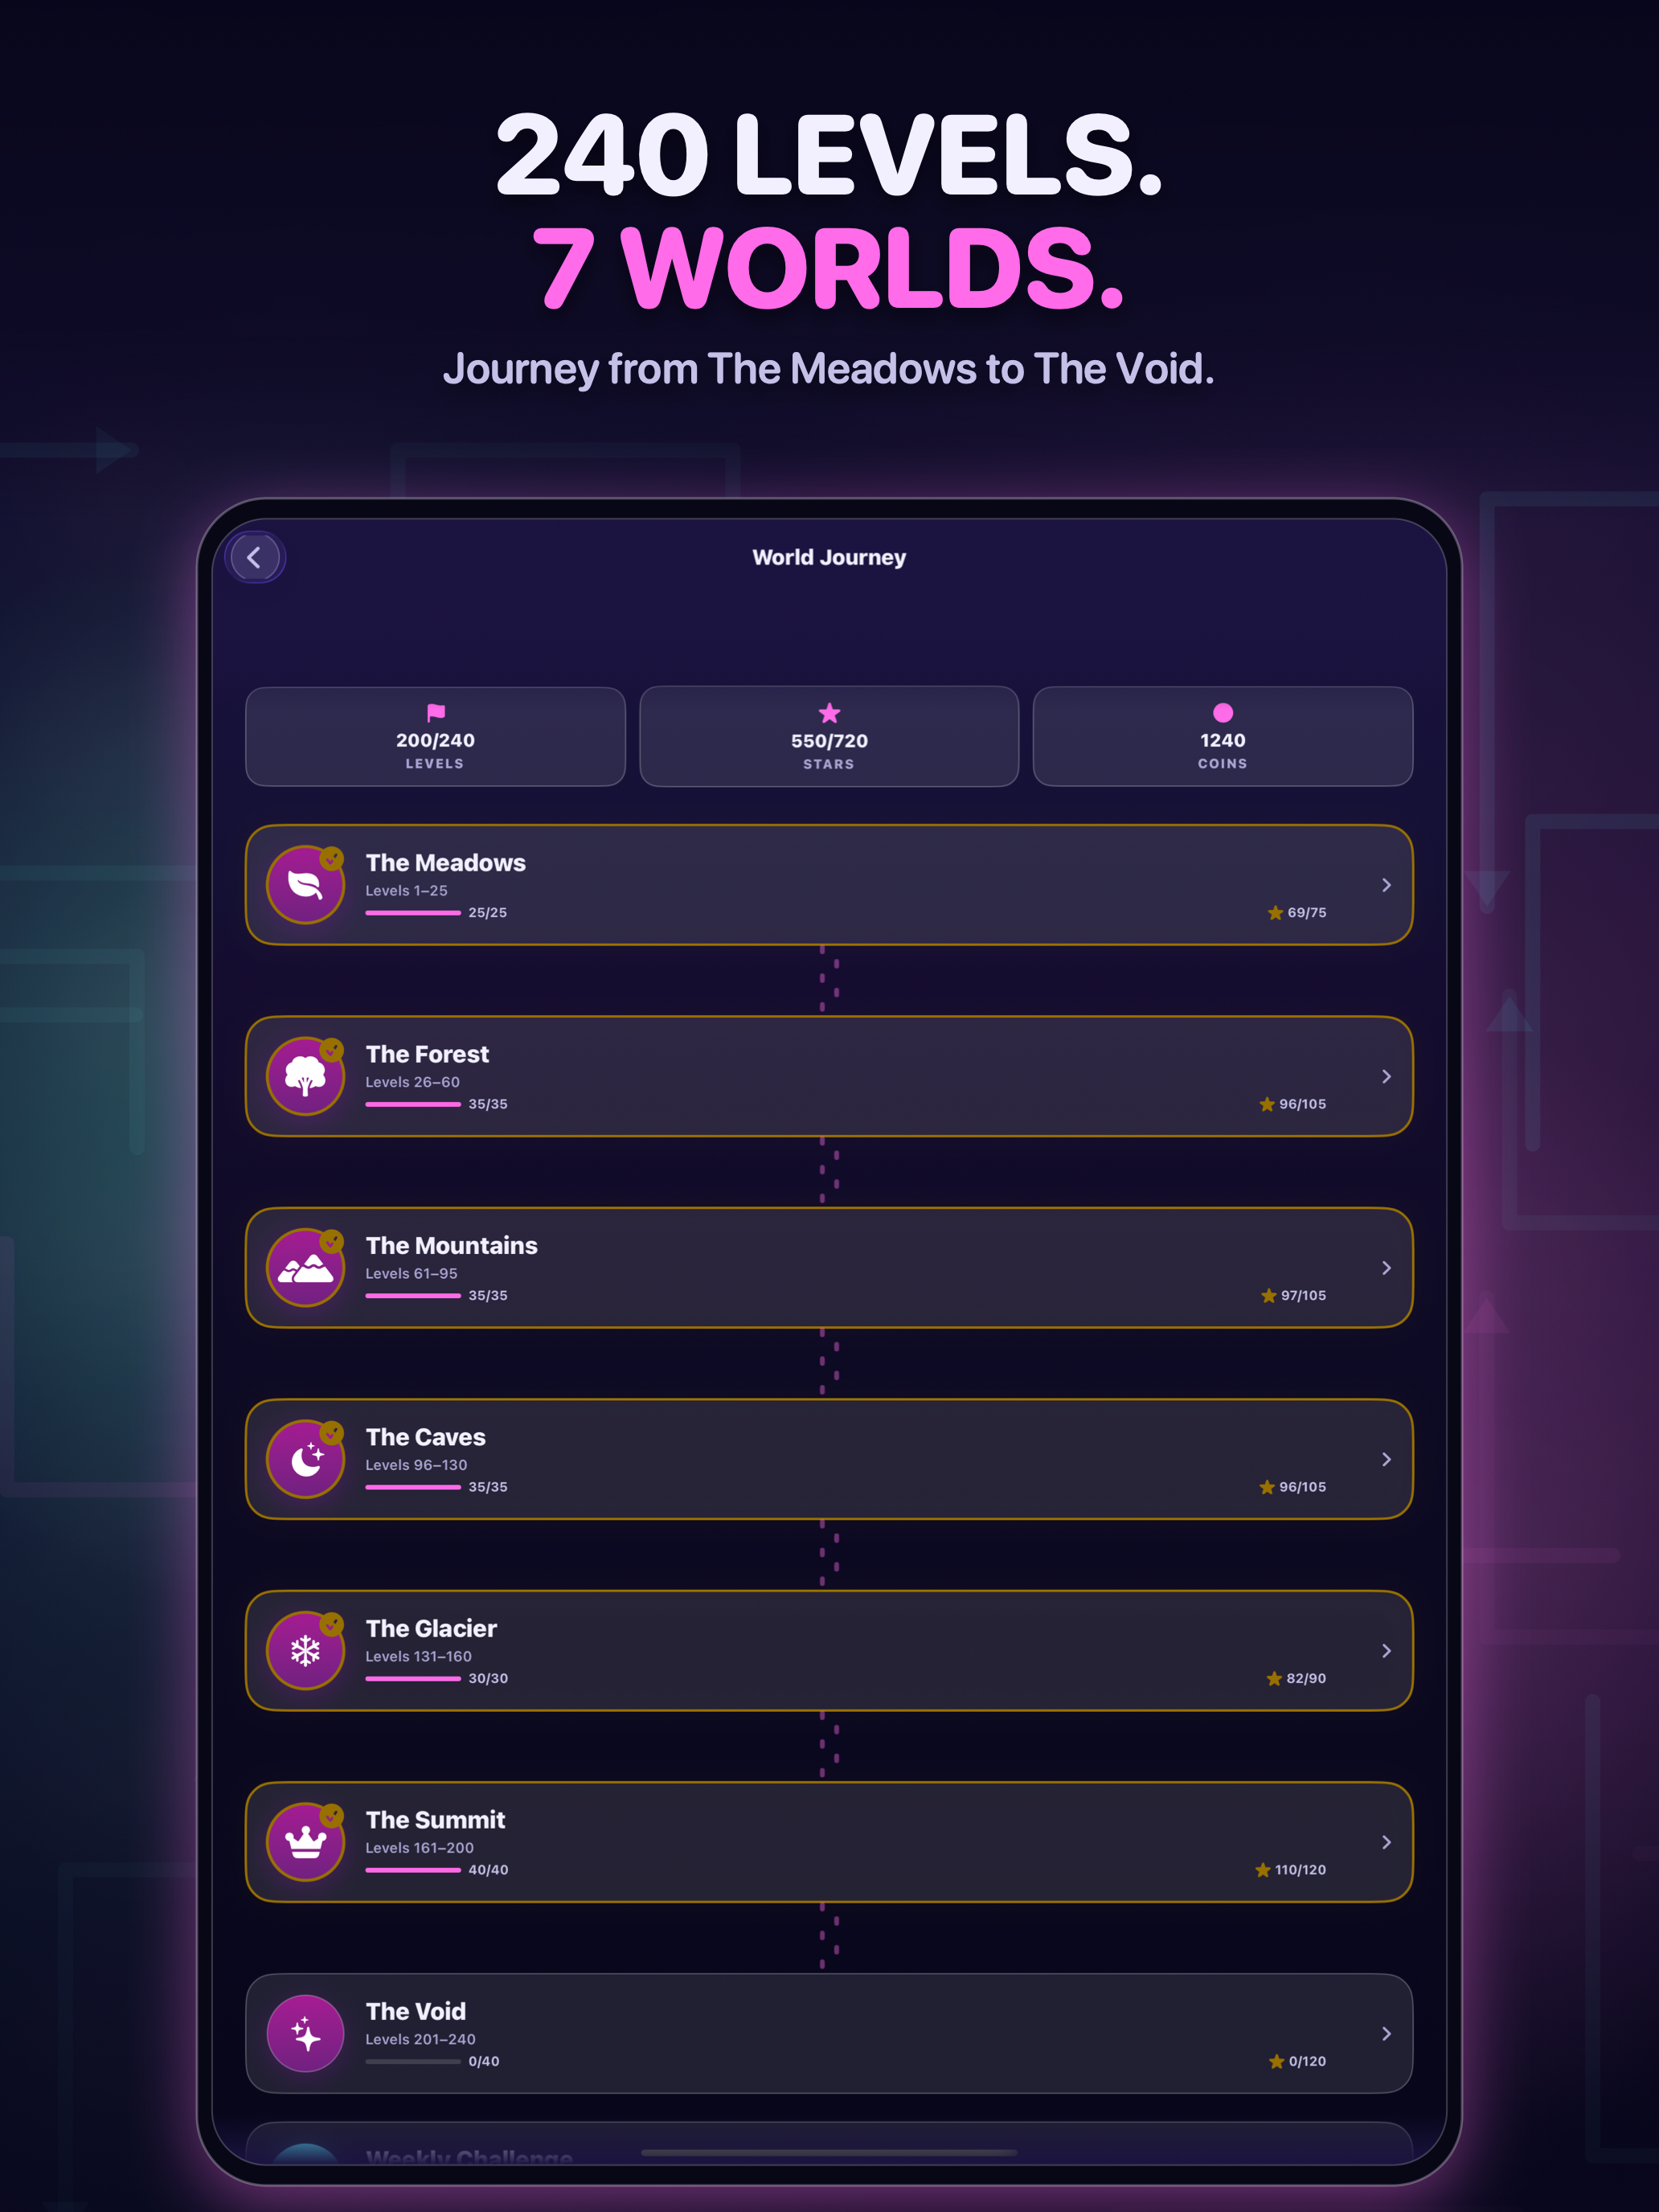 240 LEVELS.
7 WORLDS.
Journey from The Meadows to The Void.
World Journey
200/240
LEVELS
550/720
STARS
1240
COINS
The Meadows
Levels 1–25
25/25
69/75
The Forest
Levels 26–60
35/35
96/105
The Mountains
Levels 61–95
35/35
97/105
The Caves
Levels 96–130
35/35
96/105
The Glacier
Levels 131–160
30/30
82/90
The Summit
Levels 161–200
40/40
110/120
The Void
Levels 201–240
0/40
0/120
Weekly Challenge